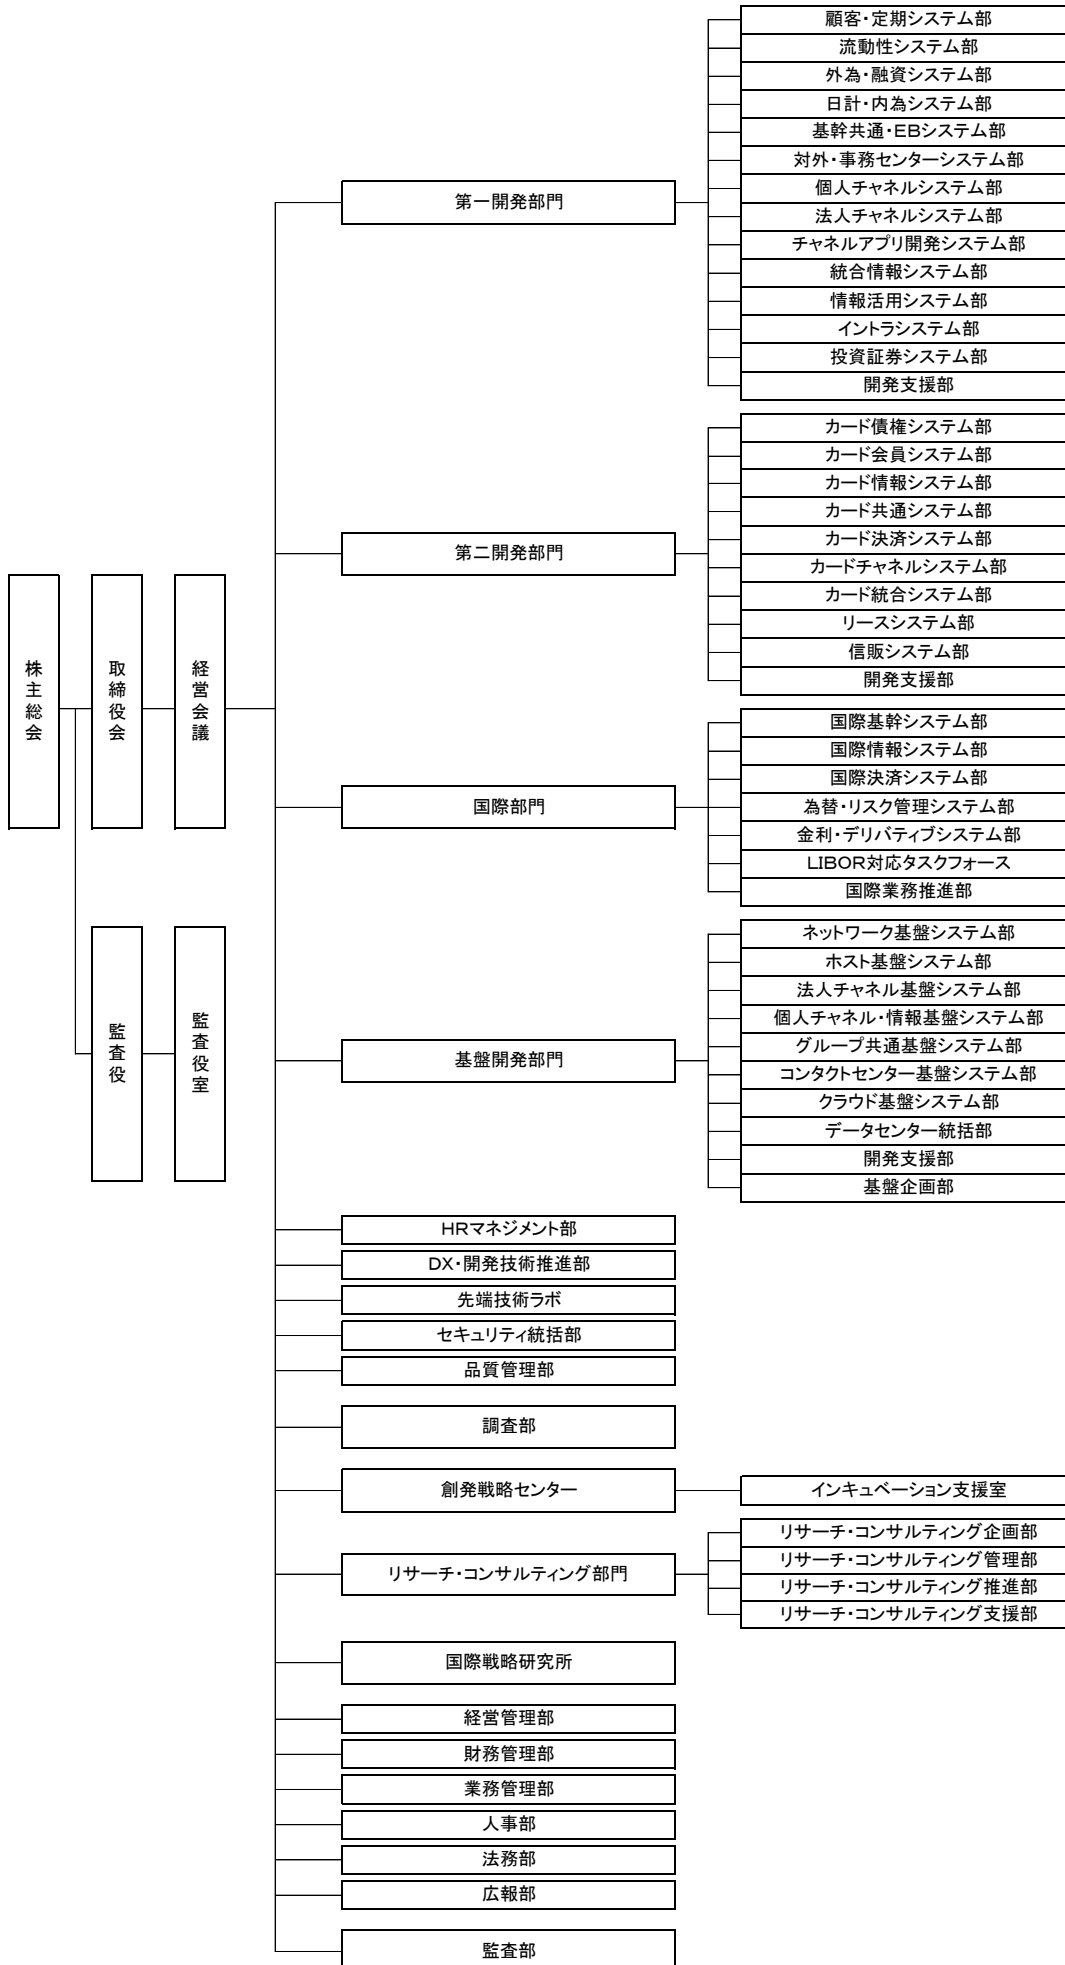 株主総会
取締役会
経営会議
監査役
監査役室
第一開発部門
顧客・定期システム部
流動性システム部
外為・融資システム部
日計・内為システム部
基幹共通・EBシステム部
対外・事務センターシステム部
個人チャネルシステム部
法人チャネルシステム部
チャネルアプリ開発システム部
統合情報システム部
情報活用システム部
イントラシステム部
投資証券システム部
開発支援部
第二開発部門
カード債権システム部
カード会員システム部
カード情報システム部
カード共通システム部
カード決済システム部
カードチャネルシステム部
カード統合システム部
リースシステム部
信販システム部
開発支援部
国際部門
国際基幹システム部
国際情報システム部
国際決済システム部
為替・リスク管理システム部
金利・デリバティブシステム部
LIBOR対応タスクフォース
国際業務推進部
基盤開発部門
ネットワーク基盤システム部
ホスト基盤システム部
法人チャネル基盤システム部
個人チャネル・情報基盤システム部
グループ共通基盤システム部
コンタクトセンター基盤システム部
クラウド基盤システム部
データセンター統括部
開発支援部
基盤企画部
HRマネジメント部
DX・開発技術推進部
先端技術ラボ
セキュリティ統括部
品質管理部
調査部
創発戦略センター
インキュベーション支援室
リサーチ・コンサルティング部門
リサーチ・コンサルティング企画部
リサーチ・コンサルティング管理部
リサーチ・コンサルティング推進部
リサーチ・コンサルティング支援部
国際戦略研究所
経営管理部
財務管理部
業務管理部
人事部
法務部
広報部
監査部